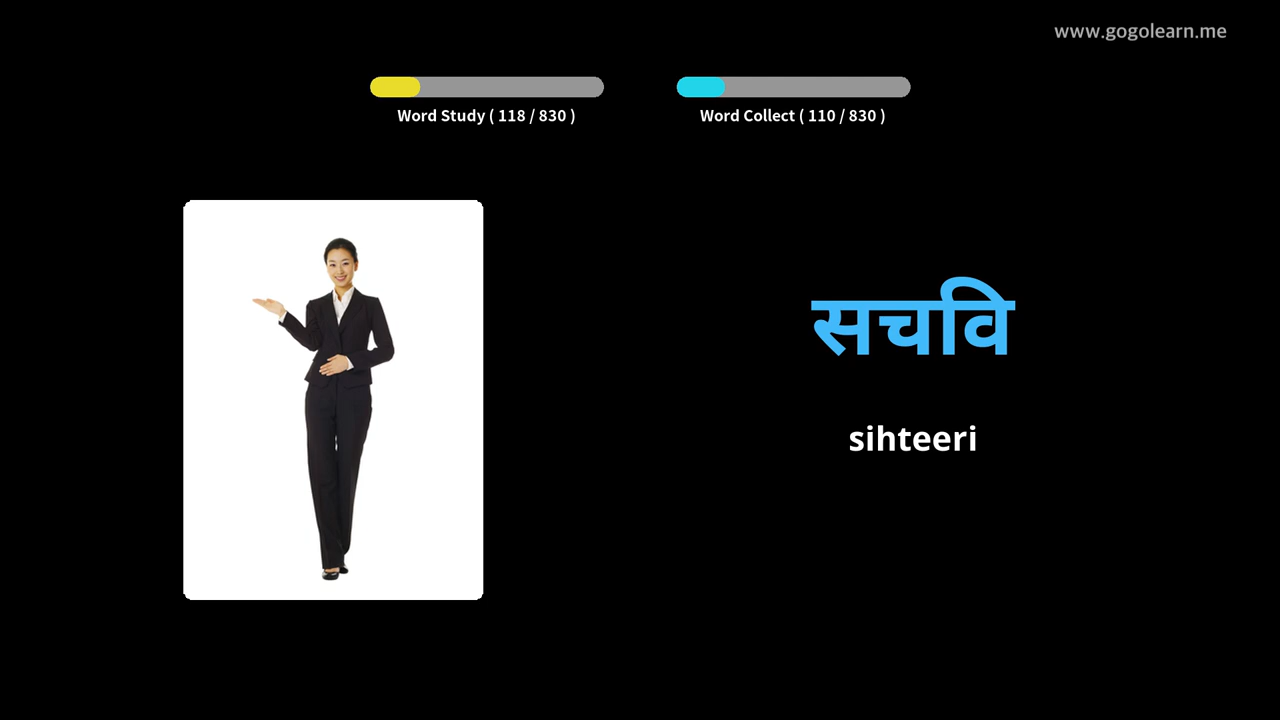 www.gogolearn.me
Word Study ( 118 / 830 )
Word Collect ( 110 / 830 )
सचवि
sihteeri